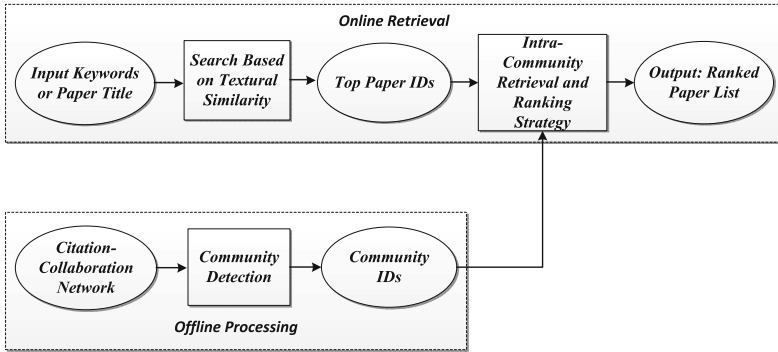 Online Retrieval
Input Keywords
or Paper Title
Search Based
on Textural
Similarity
Top Paper IDs
Intra-
Community
Retrieval and
Ranking
Strategy
Output: Ranked
Paper List
Citation-
Collaboration
Network
Community
Detection
Community
IDs
Offline Processing